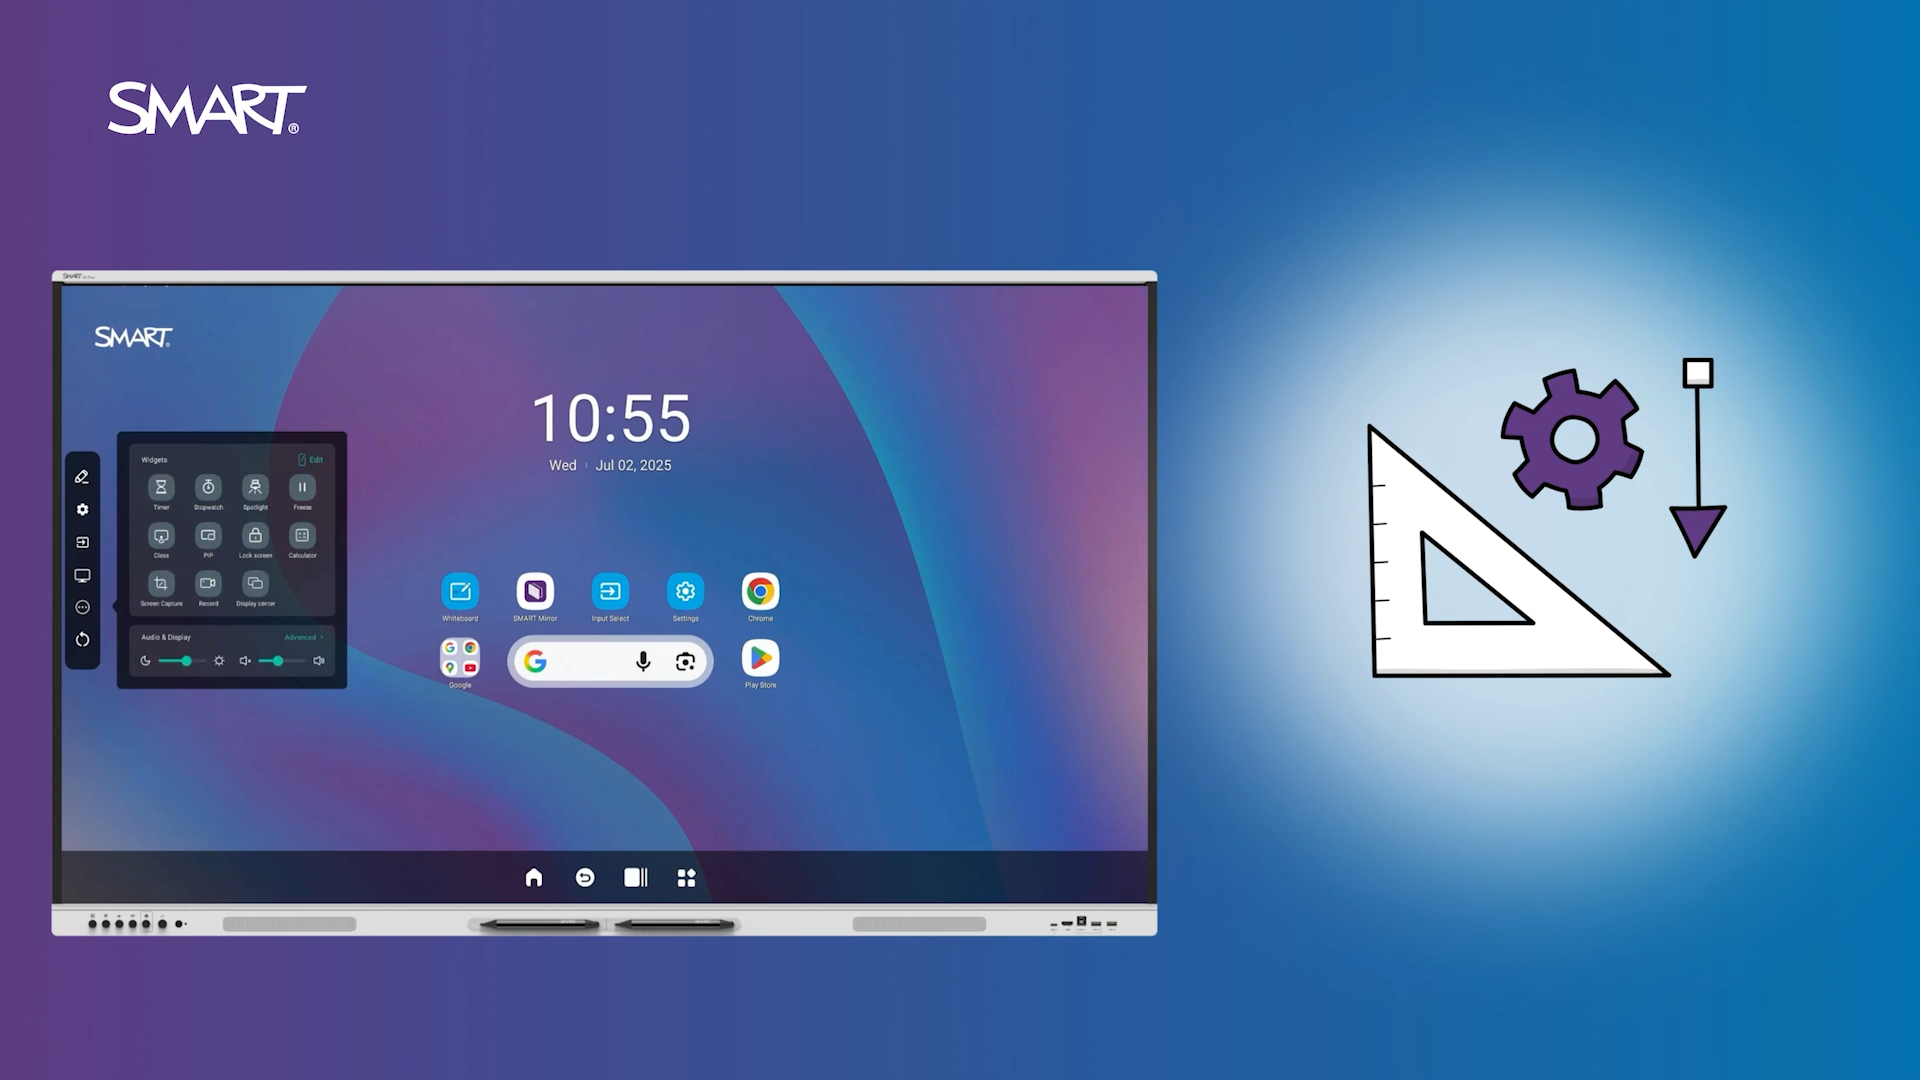 SMART®
SMART
SMART®
10:55
Wed Jul 02, 2025
Widgets Edit
Timer Stopwatch Spotlight Freeze
Class PIP Lock screen Calculator
Screen Capture Record Display center
Audio & Display Advanced ›
Whiteboard SMART Mirror Input Select Settings Chrome
Google Play Store